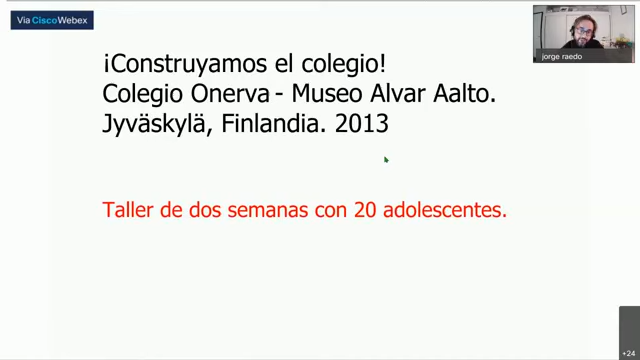 Via CiscoWebex
jorge raedo
¡Construyamos el colegio!
Colegio Onerva - Museo Alvar Aalto.
Jyväskylä, Finlandia. 2013
Taller de dos semanas con 20 adolescentes.
+24